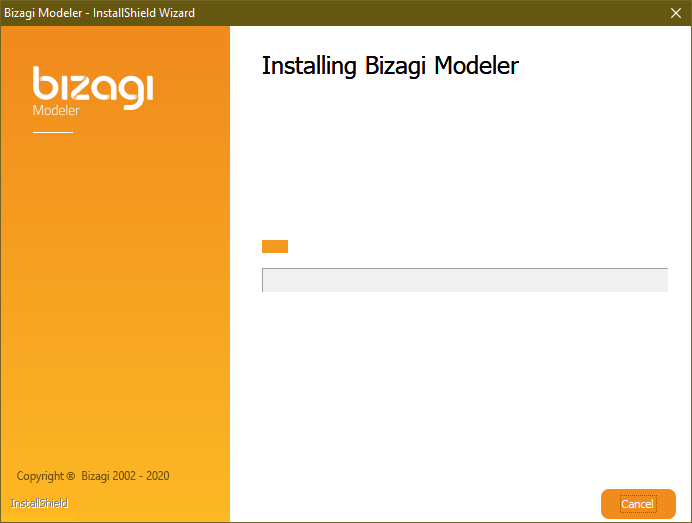 Bizagi Modeler - InstallShield Wizard
bizagi
Modeler
Installing Bizagi Modeler
Copyright ® Bizagi 2002 - 2020
InstallShield
Cancel